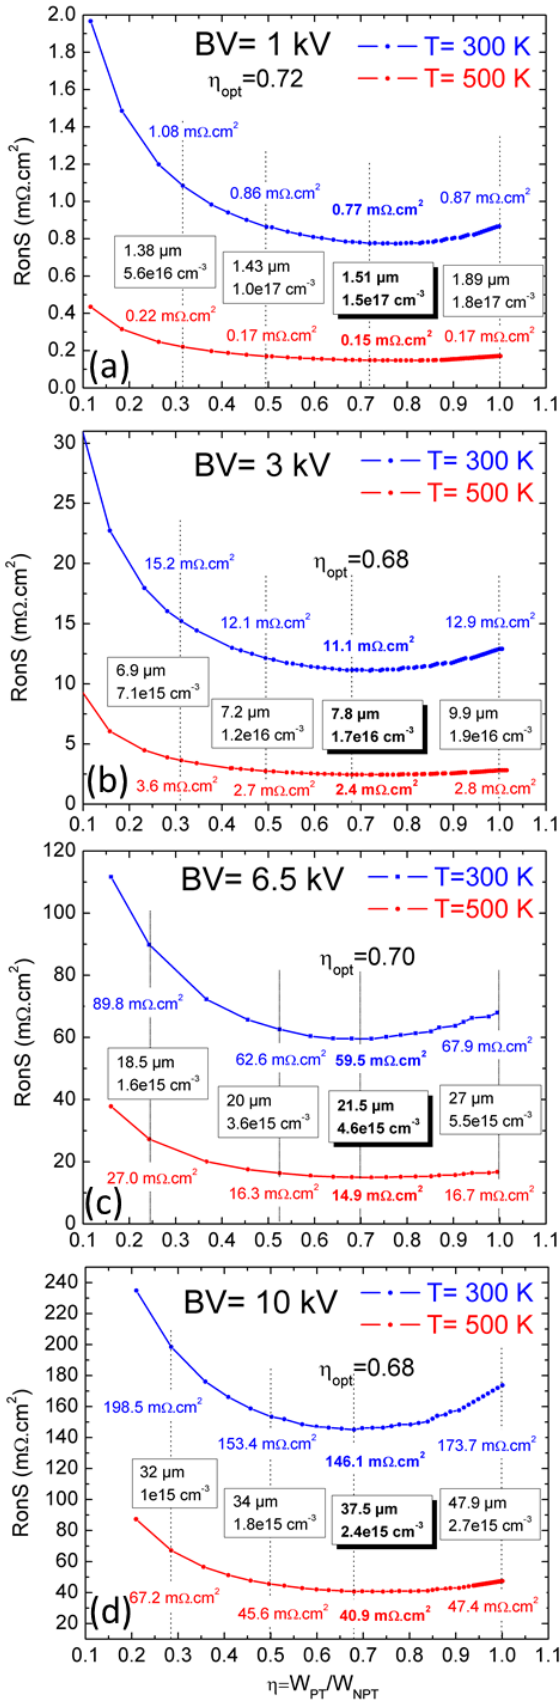 BV= 1 kV
T= 300 K
T= 500 K
η_opt=0.72
RonS (mΩ.cm²)
2.0
1.8
1.6
1.4
1.2
1.0
0.8
0.6
0.4
0.2
0.0
1.08 mΩ.cm²
0.86 mΩ.cm²
0.77 mΩ.cm²
0.87 mΩ.cm²
1.38 µm
5.6e16 cm⁻³
1.43 µm
1.0e17 cm⁻³
1.51 µm
1.5e17 cm⁻³
1.89 µm
1.8e17 cm⁻³
0.22 mΩ.cm²
0.17 mΩ.cm²
0.15 mΩ.cm²
0.17 mΩ.cm²
(a)
0.1 0.2 0.3 0.4 0.5 0.6 0.7 0.8 0.9 1.0 1.1
BV= 3 kV
T= 300 K
T= 500 K
η_opt=0.68
RonS (mΩ.cm²)
30
25
20
15
10
5
0
15.2 mΩ.cm²
12.1 mΩ.cm²
11.1 mΩ.cm²
12.9 mΩ.cm²
6.9 µm
7.1e15 cm⁻³
7.2 µm
1.2e16 cm⁻³
7.8 µm
1.7e16 cm⁻³
9.9 µm
1.9e16 cm⁻³
3.6 mΩ.cm²
2.7 mΩ.cm²
2.4 mΩ.cm²
2.8 mΩ.cm²
(b)
0.1 0.2 0.3 0.4 0.5 0.6 0.7 0.8 0.9 1.0 1.1
BV= 6.5 kV
T=300 K
T=500 K
η_opt=0.70
RonS (mΩ.cm²)
120
100
80
60
40
20
0
89.8 mΩ.cm²
62.6 mΩ.cm²
59.5 mΩ.cm²
67.9 mΩ.cm²
18.5 µm
1.6e15 cm⁻³
20 µm
3.6e15 cm⁻³
21.5 µm
4.6e15 cm⁻³
27 µm
5.5e15 cm⁻³
27.0 mΩ.cm²
16.3 mΩ.cm²
14.9 mΩ.cm²
16.7 mΩ.cm²
(c)
0.1 0.2 0.3 0.4 0.5 0.6 0.7 0.8 0.9 1.0 1.1
BV= 10 kV
T= 300 K
T= 500 K
η_opt=0.68
RonS (mΩ.cm²)
240
220
200
180
160
140
120
100
80
60
40
20
198.5 mΩ.cm²
153.4 mΩ.cm²
146.1 mΩ.cm²
173.7 mΩ.cm²
32 µm
1e15 cm⁻³
34 µm
1.8e15 cm⁻³
37.5 µm
2.4e15 cm⁻³
47.9 µm
2.7e15 cm⁻³
67.2 mΩ.cm²
45.6 mΩ.cm²
40.9 mΩ.cm²
47.4 mΩ.cm²
(d)
0.1 0.2 0.3 0.4 0.5 0.6 0.7 0.8 0.9 1.0 1.1
η=W_PT/W_NPT